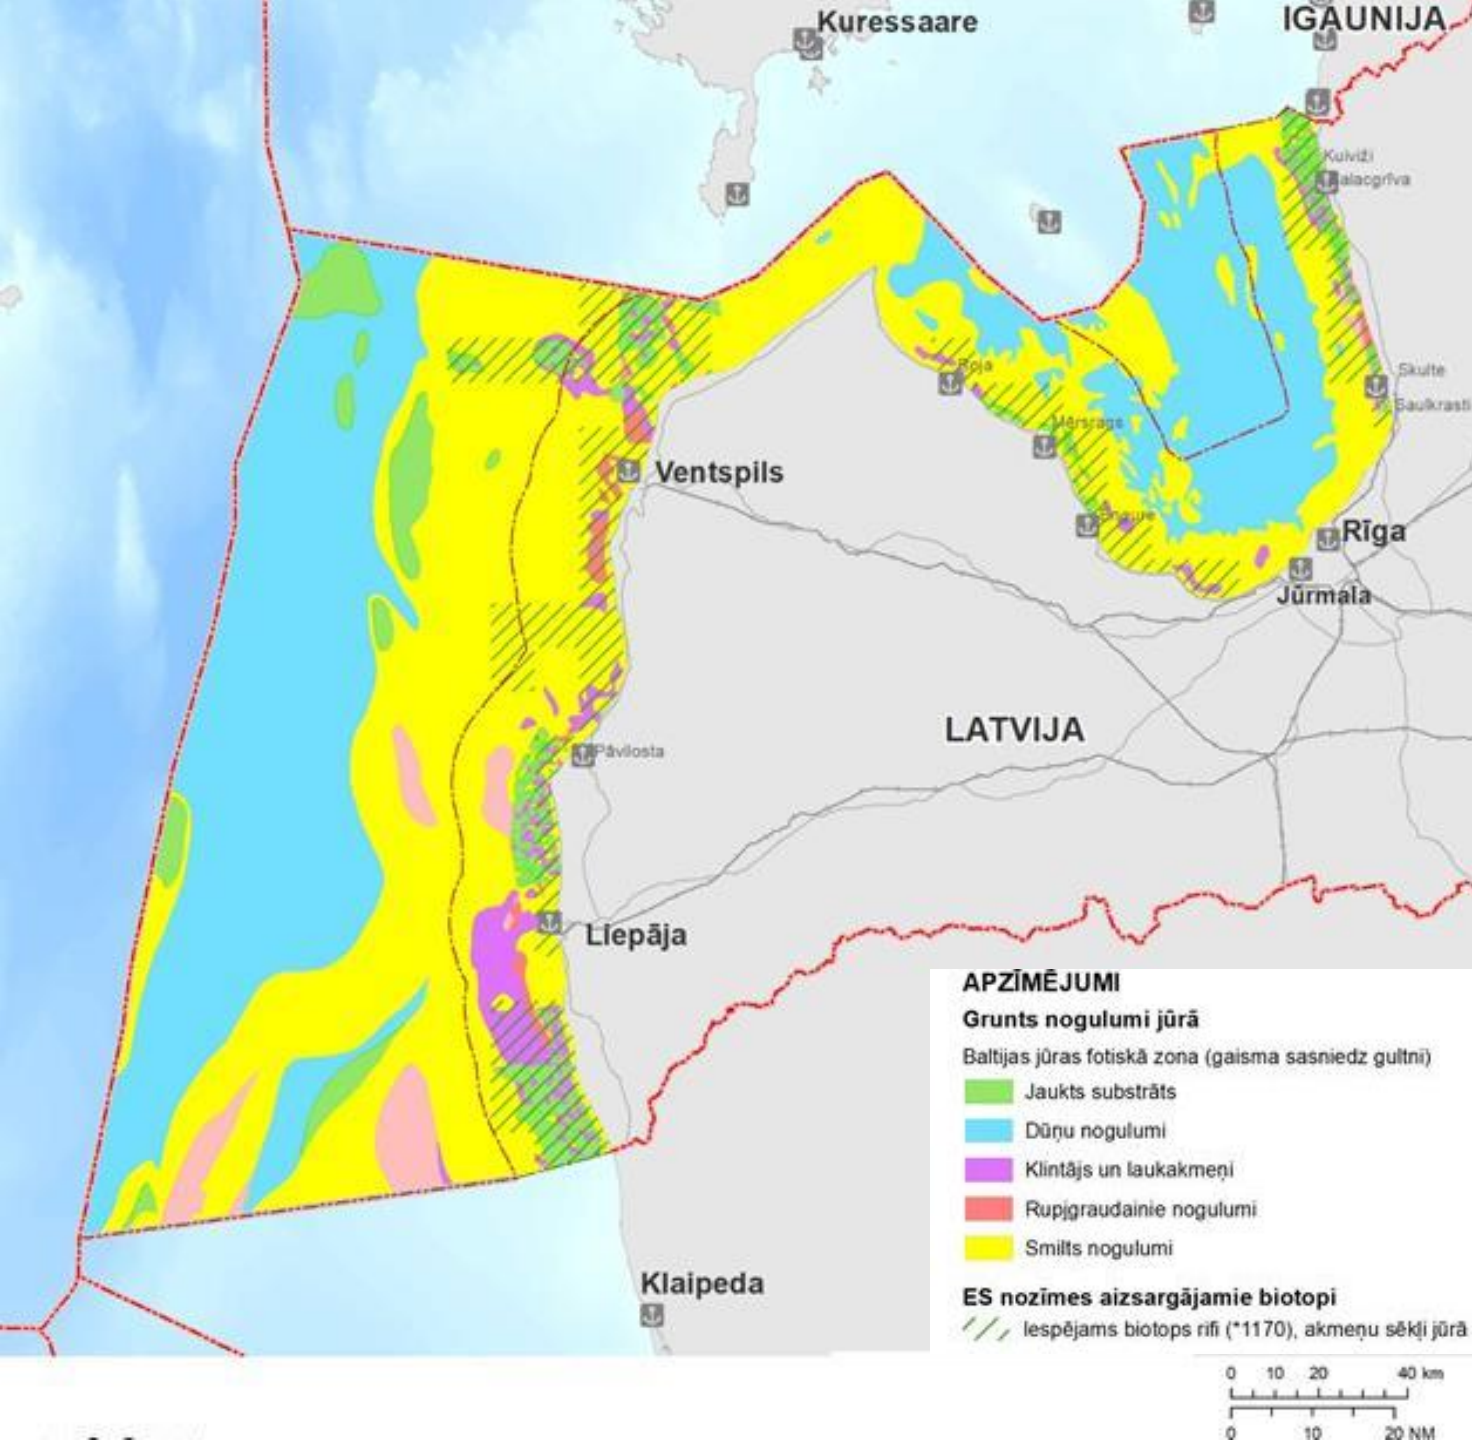 Kuressaare
IGAUNIJA
Kuiviži
Salacgrīva
Roja
Skulte
Saulkrasti
Mērsrags
Ventspils
Engure
Rīga
Jūrmala
LATVIJA
Pāvilosta
Liepāja
APZĪMĒJUMI
Grunts nogulumi jūrā
Baltijas jūras fotiskā zona (gaisma sasniedz gultni)
Jaukts substrāts
Dūņu nogulumi
Klintājs un laukakmeņi
Rupjgraudainie nogulumi
Smilts nogulumi
Klaipeda
ES nozīmes aizsargājamie biotopi
Iespējams biotops rifi (*1170), akmeņu sēkļi jūrā
0 10 20 40 km
0 10 20 NM